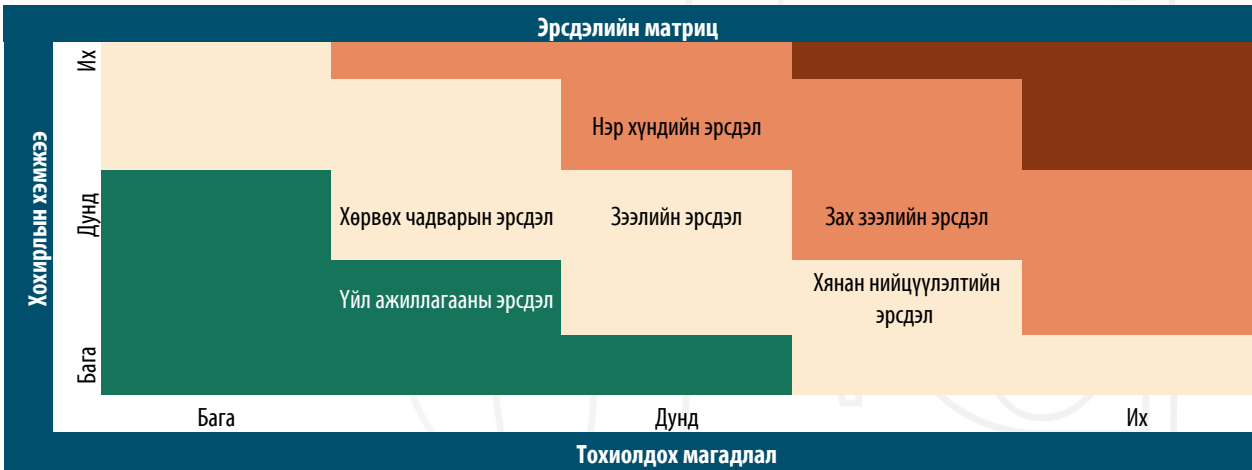 Эрсдэлийн матриц
Хохирлын хэмжээ
Их
Нэр хүндийн эрсдэл
Дунд
Хөрвөх чадварын эрсдэл
Зээлийн эрсдэл
Зах зээлийн эрсдэл
Үйл ажиллагааны эрсдэл
Хянан нийцүүлэлтийн
эрсдэл
Бага
Бага
Дунд
Их
Тохиолдох магадлал